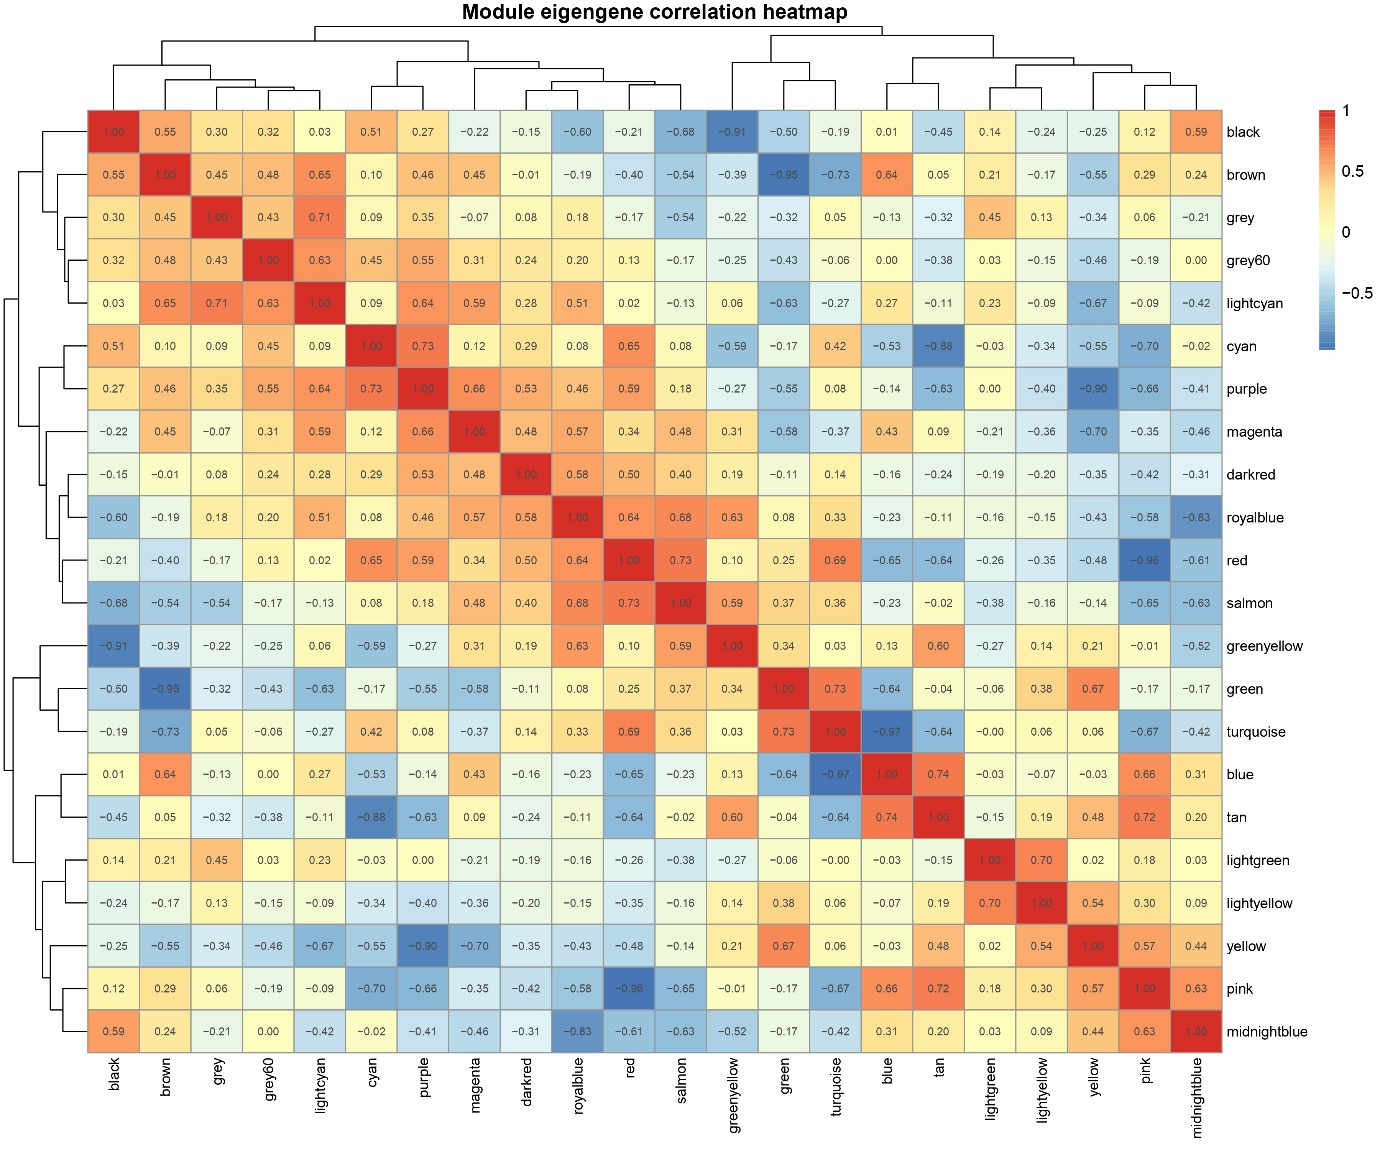 Module eigengene correlation heatmap
1.00 0.55 0.30 0.32 0.03 0.51 0.27 −0.22 −0.15 −0.60 −0.21 −0.68 −0.91 −0.50 −0.19 0.01 −0.45 0.14 −0.24 −0.25 0.12 0.59 black
0.55 1.00 0.45 0.48 0.65 0.10 0.46 0.45 −0.01 −0.19 −0.40 −0.54 −0.39 −0.95 −0.73 0.64 0.05 0.21 −0.17 −0.55 0.29 0.24 brown
0.30 0.45 1.00 0.43 0.71 0.09 0.35 −0.07 0.08 0.18 −0.17 −0.54 −0.22 −0.32 0.05 −0.13 −0.32 0.45 0.13 −0.34 0.06 −0.21 grey
0.32 0.48 0.43 1.00 0.63 0.45 0.55 0.31 0.24 0.20 0.13 −0.17 −0.25 −0.43 −0.06 0.00 −0.38 0.03 −0.15 −0.46 −0.19 0.00 grey60
0.03 0.65 0.71 0.63 1.00 0.09 0.64 0.59 0.28 0.51 0.02 −0.13 0.06 −0.63 −0.27 0.27 −0.11 0.23 −0.09 −0.67 −0.09 −0.42 lightcyan
0.51 0.10 0.09 0.45 0.09 1.00 0.73 0.12 0.29 0.08 0.65 0.08 −0.59 −0.17 0.42 −0.53 −0.88 −0.03 −0.34 −0.55 −0.70 −0.02 cyan
0.27 0.46 0.35 0.55 0.64 0.73 1.00 0.66 0.53 0.46 0.59 0.18 −0.27 −0.55 0.08 −0.14 −0.63 0.00 −0.40 −0.90 −0.66 −0.41 purple
−0.22 0.45 −0.07 0.31 0.59 0.12 0.66 1.00 0.48 0.57 0.34 0.48 0.31 −0.58 −0.37 0.43 0.09 −0.21 −0.36 −0.70 −0.35 −0.46 magenta
−0.15 −0.01 0.08 0.24 0.28 0.29 0.53 0.48 1.00 0.58 0.50 0.40 0.19 −0.11 0.14 −0.16 −0.24 −0.19 −0.20 −0.35 −0.42 −0.31 darkred
−0.60 −0.19 0.18 0.20 0.51 0.08 0.46 0.57 0.58 1.00 0.64 0.68 0.63 0.08 0.33 −0.23 −0.11 −0.16 −0.15 −0.43 −0.58 −0.83 royalblue
−0.21 −0.40 −0.17 0.13 0.02 0.65 0.59 0.34 0.50 0.64 1.00 0.73 0.10 0.25 0.69 −0.65 −0.64 −0.26 −0.35 −0.48 −0.96 −0.61 red
−0.68 −0.54 −0.54 −0.17 −0.13 0.08 0.18 0.48 0.40 0.68 0.73 1.00 0.59 0.37 0.36 −0.23 −0.02 −0.38 −0.16 −0.14 −0.65 −0.63 salmon
−0.91 −0.39 −0.22 −0.25 0.06 −0.59 −0.27 0.31 0.19 0.63 0.10 0.59 1.00 0.34 0.03 0.13 0.60 −0.27 0.14 0.21 −0.01 −0.52 greenyellow
−0.50 −0.95 −0.32 −0.43 −0.63 −0.17 −0.55 −0.58 −0.11 0.08 0.25 0.37 0.34 1.00 0.73 −0.64 −0.04 −0.06 0.38 0.67 −0.17 −0.17 green
−0.19 −0.73 0.05 −0.06 −0.27 0.42 0.08 −0.37 0.14 0.33 0.69 0.36 0.03 0.73 1.00 −0.97 −0.64 −0.00 0.06 0.06 −0.67 −0.42 turquoise
0.01 0.64 −0.13 0.00 0.27 −0.53 −0.14 0.43 −0.16 −0.23 −0.65 −0.23 0.13 −0.64 −0.97 1.00 0.74 −0.03 −0.07 −0.03 0.66 0.31 blue
−0.45 0.05 −0.32 −0.38 −0.11 −0.88 −0.63 0.09 −0.24 −0.11 −0.64 −0.02 0.60 −0.04 −0.64 0.74 1.00 −0.15 0.19 0.48 0.72 0.20 tan
0.14 0.21 0.45 0.03 0.23 −0.03 0.00 −0.21 −0.19 −0.16 −0.26 −0.38 −0.27 −0.06 −0.00 −0.03 −0.15 1.00 0.70 0.02 0.18 0.03 lightgreen
−0.24 −0.17 0.13 −0.15 −0.09 −0.34 −0.40 −0.36 −0.20 −0.15 −0.35 −0.16 0.14 0.38 0.06 −0.07 0.19 0.70 1.00 0.54 0.30 0.09 lightyellow
−0.25 −0.55 −0.34 −0.46 −0.67 −0.55 −0.90 −0.70 −0.35 −0.43 −0.48 −0.14 0.21 0.67 0.06 −0.03 0.48 0.02 0.54 1.00 0.57 0.44 yellow
0.12 0.29 0.06 −0.19 −0.09 −0.70 −0.66 −0.35 −0.42 −0.58 −0.96 −0.65 −0.01 −0.17 −0.67 0.66 0.72 0.18 0.30 0.57 1.00 0.63 pink
0.59 0.24 −0.21 0.00 −0.42 −0.02 −0.41 −0.46 −0.31 −0.83 −0.61 −0.63 −0.52 −0.17 −0.42 0.31 0.20 0.03 0.09 0.44 0.63 1.00 midnightblue
black brown grey grey60 lightcyan cyan purple magenta darkred royalblue red salmon greenyellow green turquoise blue tan lightgreen lightyellow yellow pink midnightblue
1
0.5
0
−0.5